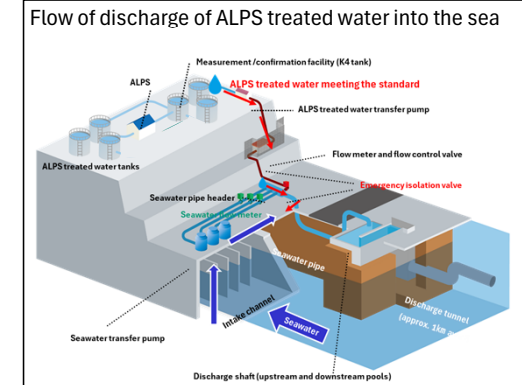 Flow of discharge of ALPS treated water into the sea
Measurement /confirmation facility (K4 tank)
ALPS
ALPS treated water meeting the standard
ALPS treated water transfer pump
ALPS treated water tanks
Flow meter and flow control valve
Emergency isolation valve
Seawater pipe header
Seawater flow meter
Seawater pipe
Intake channel
Seawater
Discharge tunnel
(approx. 1km
Seawater transfer pump
Discharge shaft (upstream and downstream pools)